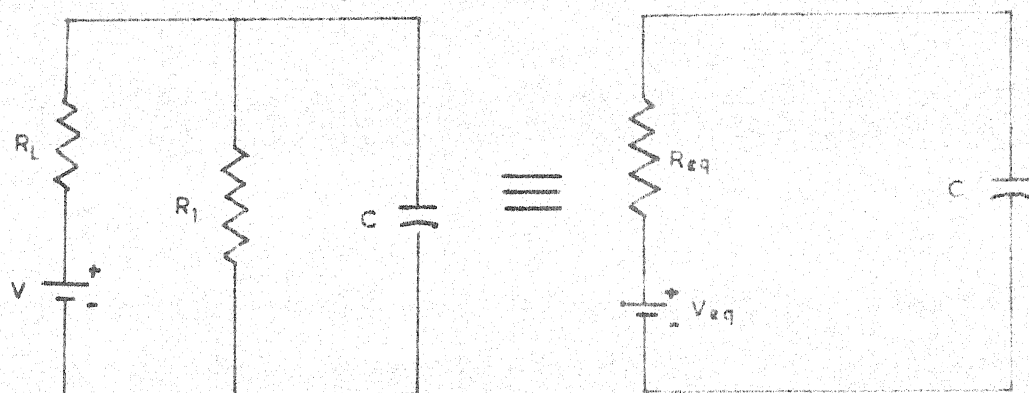 R_L
V
+
-
R_1
C
R_eq
V_eq
+
-
C